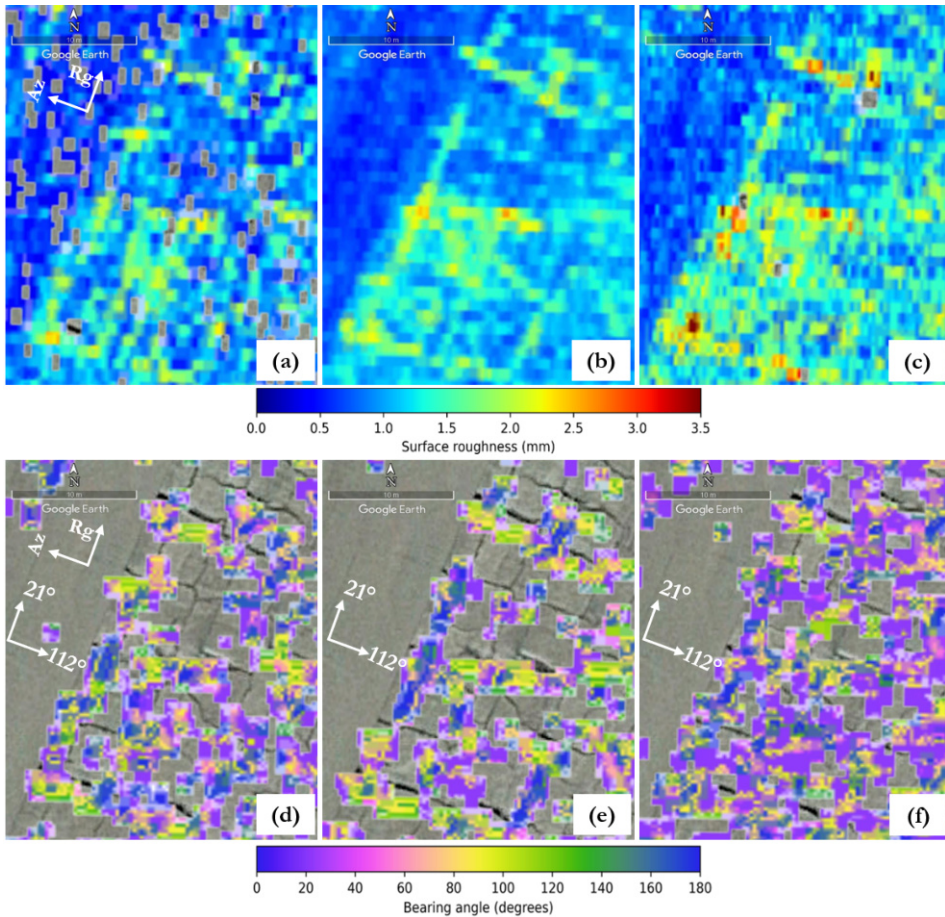 N
10 m
Google Earth
Rg
Az
(a)
N
10 m
Google Earth
(b)
N
10 m
Google Earth
(c)
0.0 0.5 1.0 1.5 2.0 2.5 3.0 3.5
Surface roughness (mm)
N
10 m
Google Earth
Rg
Az
21°
112°
(d)
N
10 m
Google Earth
21°
112°
(e)
N
10 m
Google Earth
21°
112°
(f)
0 20 40 60 80 100 120 140 160 180
Bearing angle (degrees)